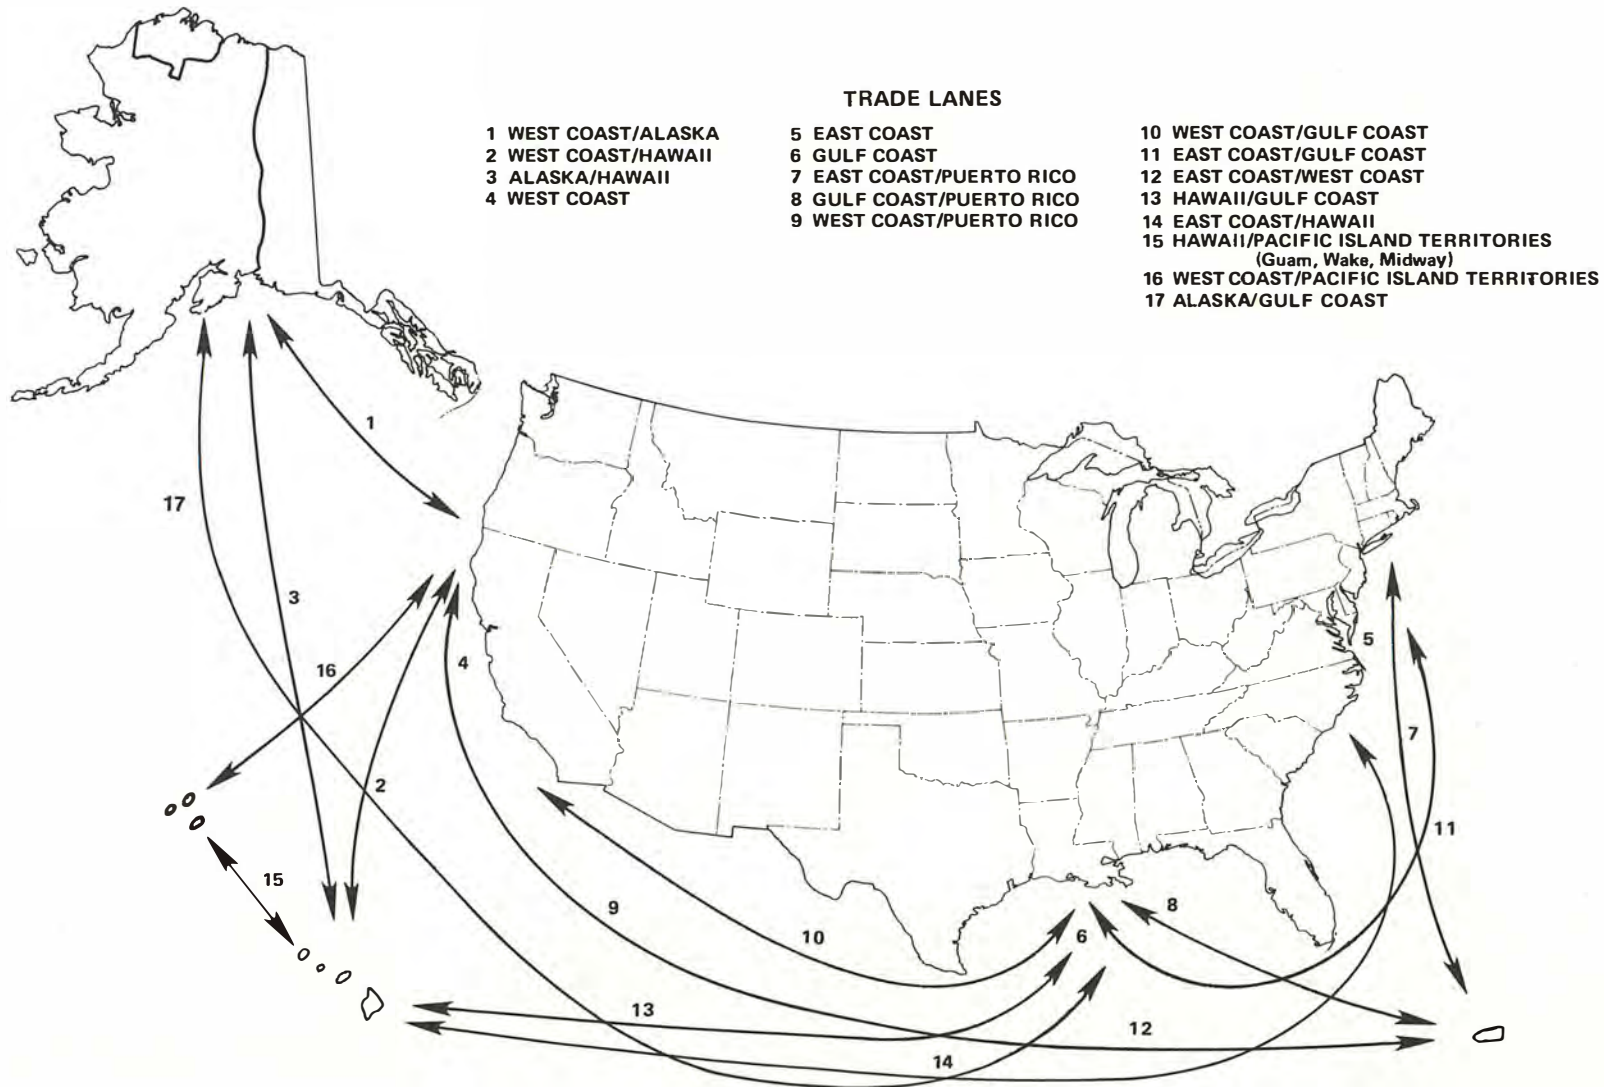 TRADE LANES
1 WEST COAST/ALASKA
2 WEST COAST/HAWAII
3 ALASKA/HAWAII
4 WEST COAST
5 EAST COAST
6 GULF COAST
7 EAST COAST/PUERTO RICO
8 GULF COAST/PUERTO RICO
9 WEST COAST/PUERTO RICO
10 WEST COAST/GULF COAST
11 EAST COAST/GULF COAST
12 EAST COAST/WEST COAST
13 HAWAII/GULF COAST
14 EAST COAST/HAWAII
15 HAWAII/PACIFIC ISLAND TERRITORIES
(Guam, Wake, Midway)
16 WEST COAST/PACIFIC ISLAND TERRITORIES
17 ALASKA/GULF COAST
1
17
3
16
4
5
7
2
11
15
9
10
8
6
13
12
14